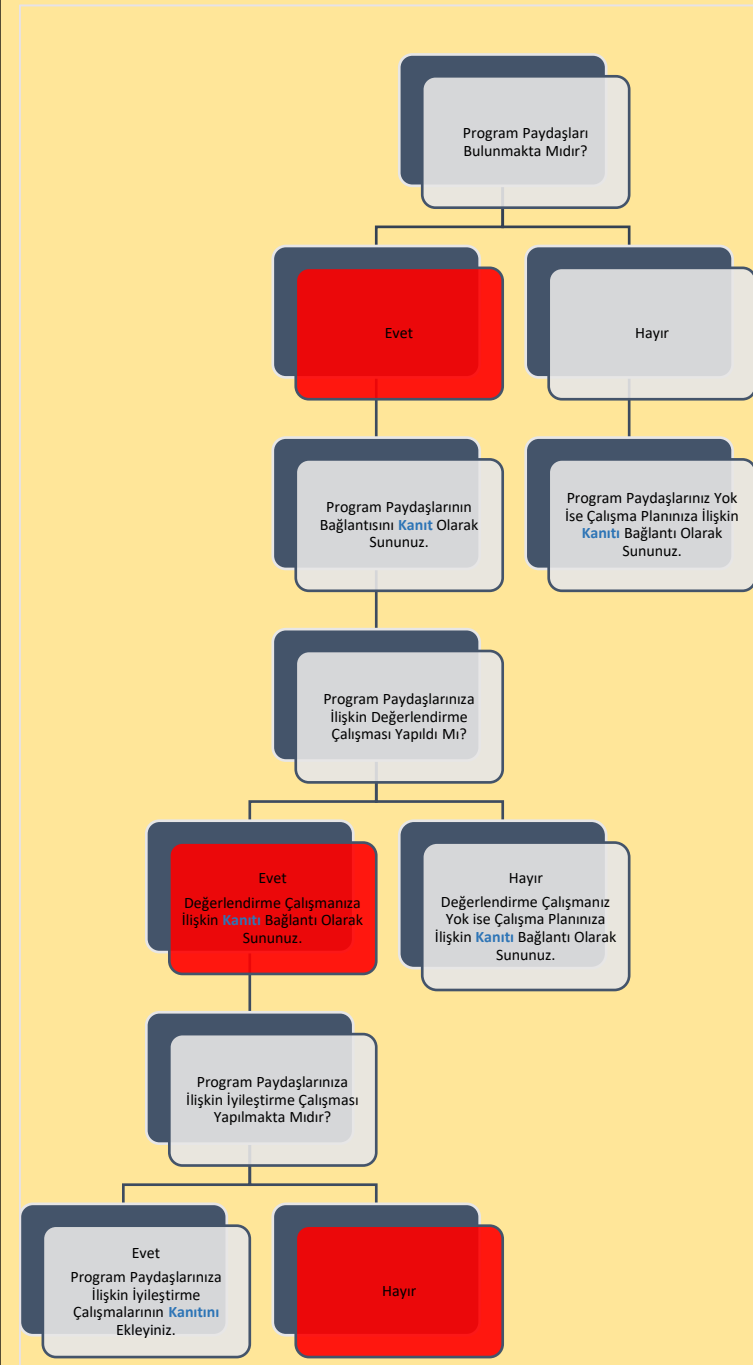 Program Paydaşları
Bulunmakta Mıdır?
Evet
Hayır
Program Paydaşlarının
Bağlantısını Kanıt Olarak
Sununuz.
Program Paydaşlarınız Yok
İse Çalışma Planınıza İlişkin
Kanıtı Bağlantı Olarak
Sununuz.
Program Paydaşlarınıza
İlişkin Değerlendirme
Çalışması Yapıldı Mı?
Evet
Değerlendirme Çalışmanıza
İlişkin Kanıtı Bağlantı Olarak
Sununuz.
Hayır
Değerlendirme Çalışmanız
Yok ise Çalışma Planınıza
İlişkin Kanıtı Bağlantı Olarak
Sununuz.
Program Paydaşlarınıza
İlişkin İyileştirme Çalışması
Yapılmakta Mıdır?
Evet
Program Paydaşlarınıza
İlişkin İyileştirme
Çalışmalarının Kanıtını
Ekleyiniz.
Hayır